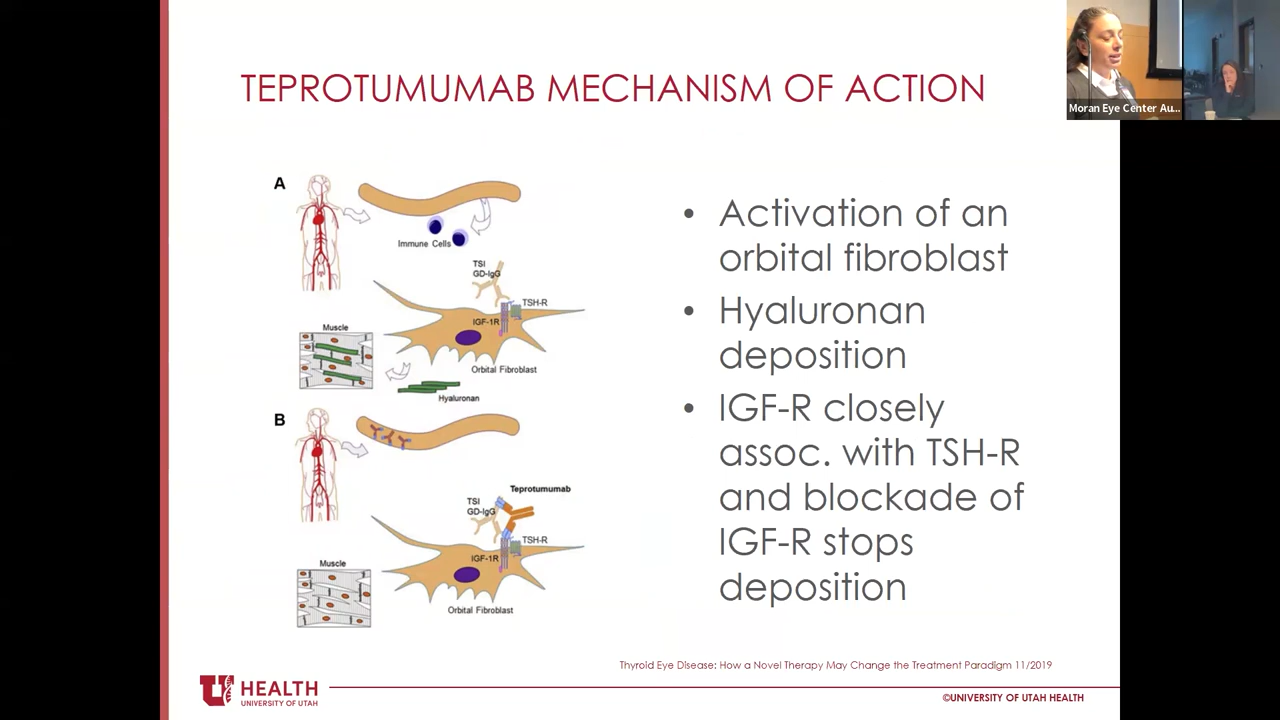 TEPROTUMUMAB MECHANISM OF ACTION
Moran Eye Center Au...
A
Immune Cells
TSI
GD-IgG
TSH-R
IGF-1R
Muscle
Orbital Fibroblast
Hyaluronan
B
Teprotumumab
TSI
GD-IgG
TSH-R
IGF-1R
Muscle
Orbital Fibroblast
• Activation of an
orbital fibroblast
• Hyaluronan
deposition
• IGF-R closely
assoc. with TSH-R
and blockade of
IGF-R stops
deposition
Thyroid Eye Disease: How a Novel Therapy May Change the Treatment Paradigm 11/2019
U HEALTH
UNIVERSITY OF UTAH
©UNIVERSITY OF UTAH HEALTH